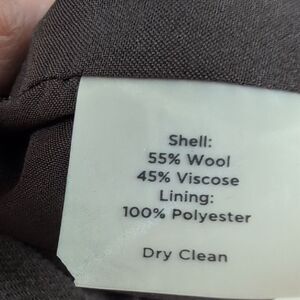 Shell:
55% Wool
45% Viscose
Lining:
100% Polyester
Dry Clean